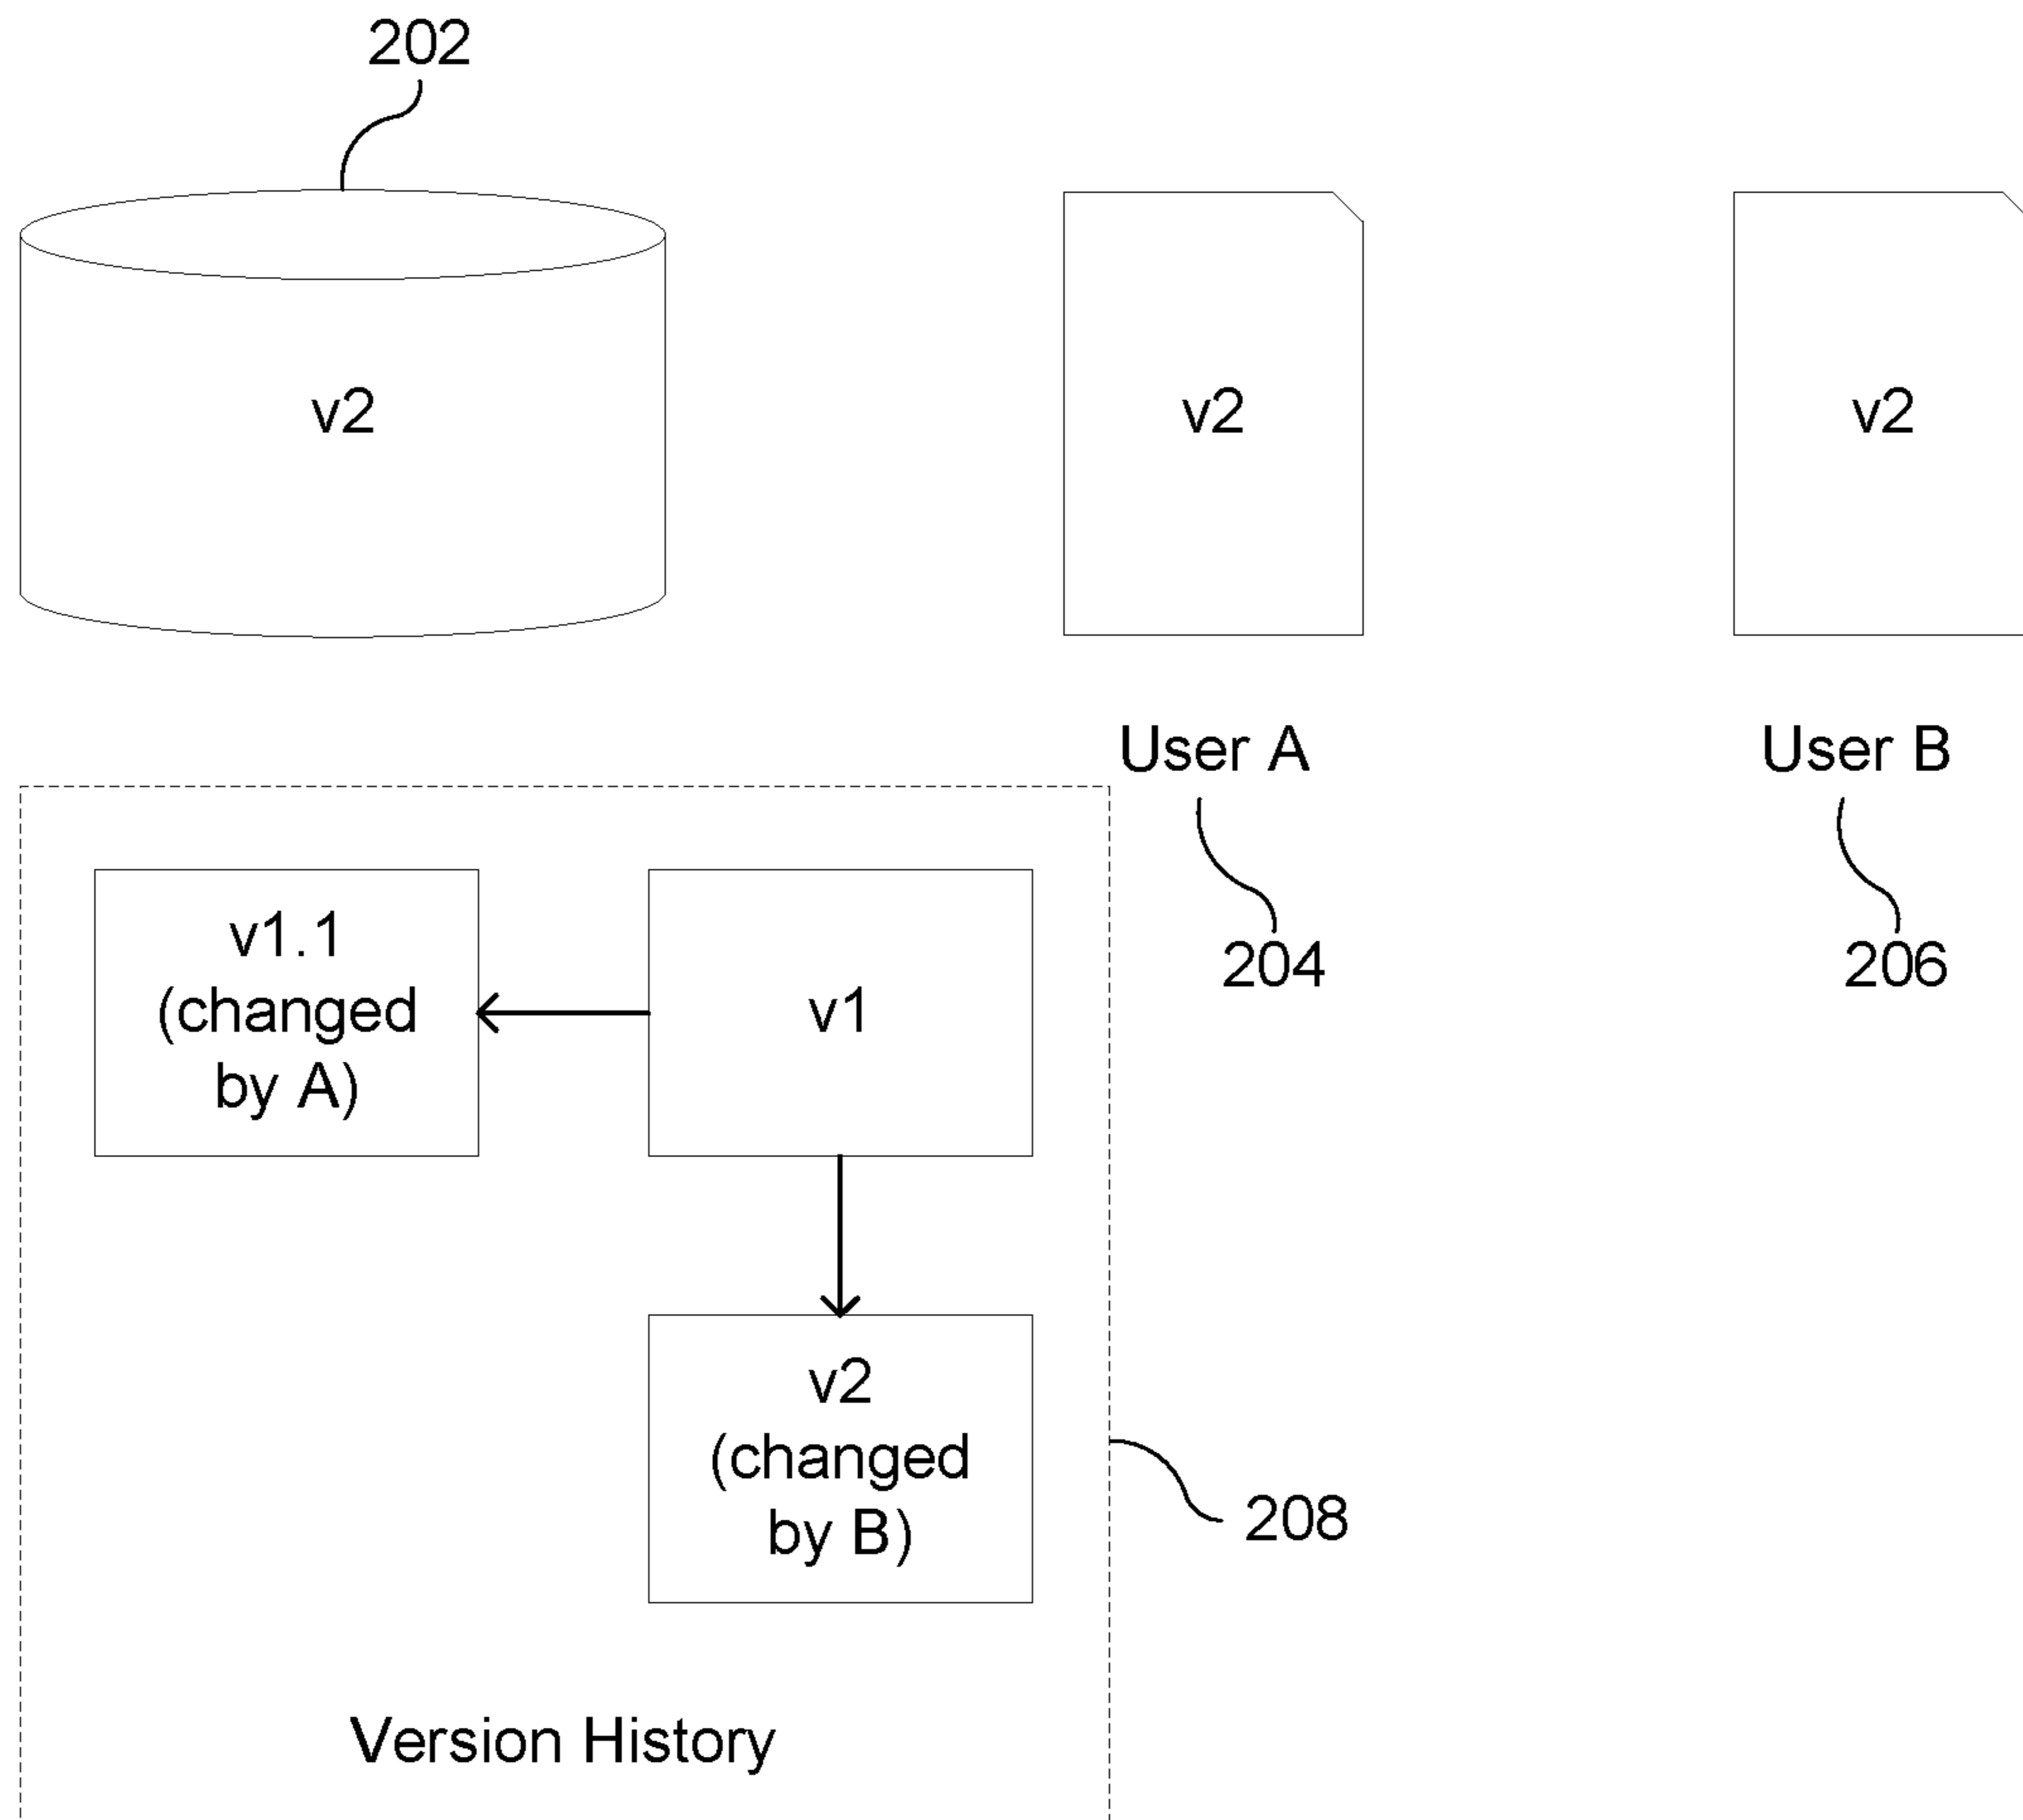 202
v2
v2
v2
User A
User B
204
206
v1.1
(changed
by A)
v1
v2
(changed
by B)
208
Version History